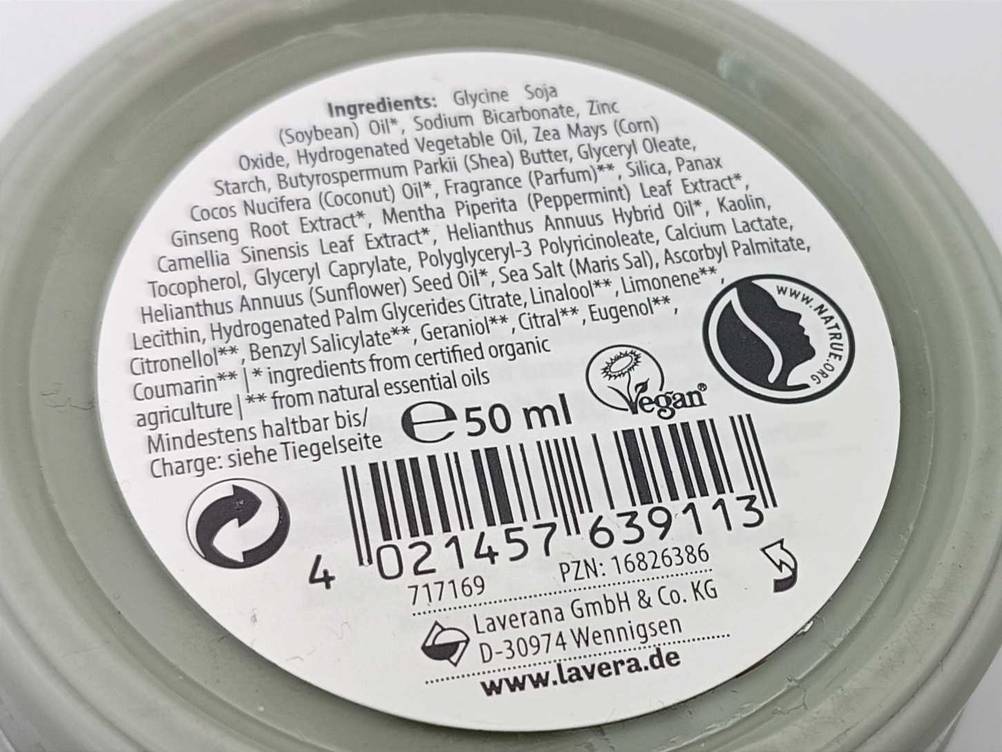 Ingredients: Glycine Soja
(Soybean) Oil*, Sodium Bicarbonate, Zinc
Oxide, Hydrogenated Vegetable Oil, Zea Mays (Corn)
Starch, Butyrospermum Parkii (Shea) Butter, Glyceryl Oleate,
Cocos Nucifera (Coconut) Oil*, Fragrance (Parfum)**, Silica, Panax
Ginseng Root Extract*, Mentha Piperita (Peppermint) Leaf Extract*,
Camellia Sinensis Leaf Extract*, Helianthus Annuus Hybrid Oil*, Kaolin,
Tocopherol, Glyceryl Caprylate, Polyglyceryl-3 Polyricinoleate, Calcium Lactate,
Helianthus Annuus (Sunflower) Seed Oil*, Sea Salt (Maris Sal), Ascorbyl Palmitate,
Lecithin, Hydrogenated Palm Glycerides Citrate, Linalool**, Limonene**,
Citronellol**, Benzyl Salicylate**, Geraniol**, Citral**, Eugenol**,
Coumarin** | * ingredients from certified organic
agriculture | ** from natural essential oils
Mindestens haltbar bis/
Charge: siehe Tiegelseite
e 50 ml
Vegan®
WWW.NATRUE.ORG
4 021457 639113
717169
PZN: 16826386
Laverana GmbH & Co. KG
D-30974 Wennigsen
www.lavera.de